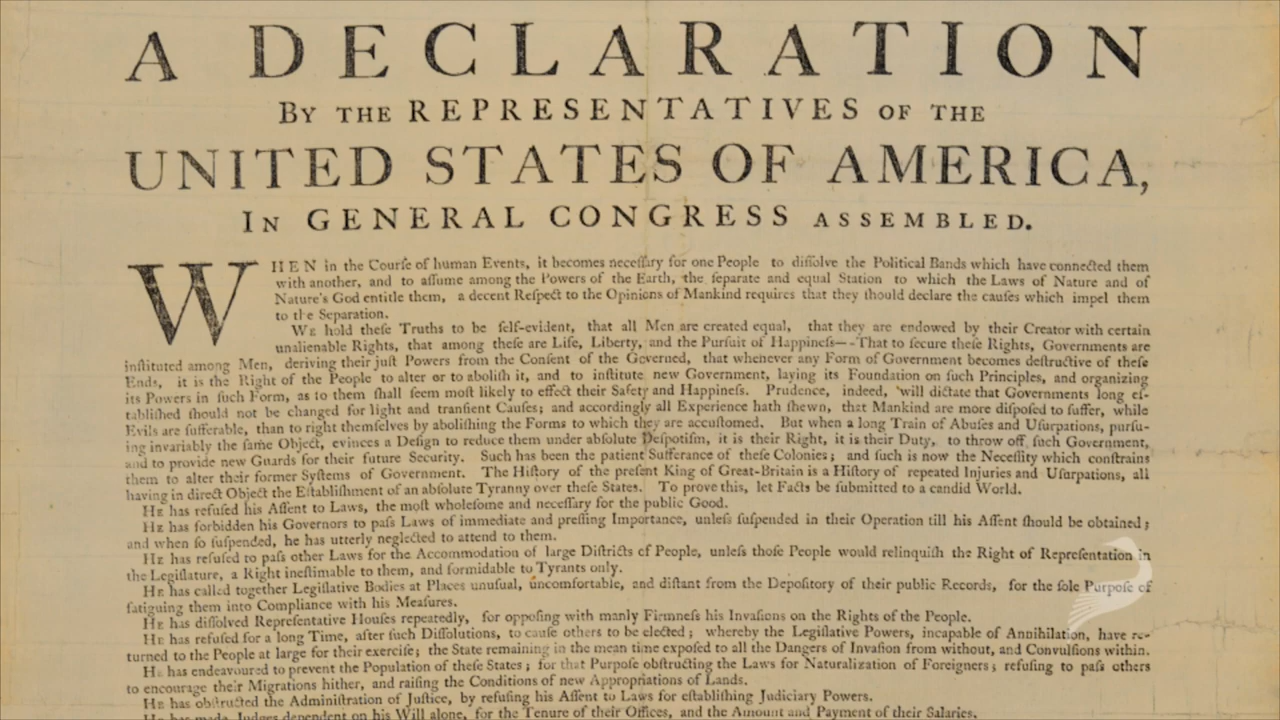 A DECLARATION
BY THE REPRESENTATIVES OF THE
UNITED STATES OF AMERICA,
IN GENERAL CONGRESS ASSEMBLED.
WHEN in the Courſe of human Events, it becomes neceſſary for one People to diſſolve the Political Bands which have connected them
with another, and to aſſume among the Powers of the Earth, the ſeparate and equal Station to which the Laws of Nature and of
Nature's God entitle them, a decent Reſpect to the Opinions of Mankind requires that they ſhould declare the cauſes which impel them
to the Separation.
WE hold theſe Truths to be ſelf-evident, that all Men are created equal, that they are endowed by their Creator with certain
unalienable Rights, that among theſe are Life, Liberty, and the Purſuit of Happineſs—-That to ſecure theſe Rights, Governments are
inſtituted among Men, deriving their juſt Powers from the Conſent of the Governed, that whenever any Form of Government becomes deſtructive of theſe
Ends, it is the Right of the People to alter or to aboliſh it, and to inſtitute new Government, laying its Foundation on ſuch Principles, and organizing
its Powers in ſuch Form, as to them ſhall ſeem moſt likely to effect their Safety and Happineſs. Prudence, indeed, will dictate that Governments long eſ-
tabliſhed ſhould not be changed for light and tranſient Cauſes; and accordingly all Experience hath ſhewn, that Mankind are more diſpoſed to ſuffer, while
Evils are ſufferable, than to right themſelves by aboliſhing the Forms to which they are accuſtomed. But when a long Train of Abuſes and Uſurpations, purſu-
ing invariably the ſame Object, evinces a Deſign to reduce them under abſolute Deſpotiſm, it is their Right, it is their Duty, to throw off ſuch Government,
and to provide new Guards for their future Security. Such has been the patient Sufferance of theſe Colonies; and ſuch is now the Neceſſity which conſtrains
them to alter their former Syſtems of Government. The Hiſtory of the preſent King of Great-Britain is a Hiſtory of repeated Injuries and Uſurpations, all
having in direct Object the Eſtabliſhment of an abſolute Tyranny over theſe States. To prove this, let Facts be ſubmitted to a candid World.
HE has refuſed his Aſſent to Laws, the moſt wholeſome and neceſſary for the public Good.
HE has forbidden his Governors to paſs Laws of immediate and preſſing Importance, unleſs ſuſpended in their Operation till his Aſſent ſhould be obtained;
and when ſo ſuſpended, he has utterly neglected to attend to them.
HE has refuſed to paſs other Laws for the Accommodation of large Diſtricts of People, unleſs thoſe People would relinquiſh the Right of Repreſentation in
the Legiſlature, a Right ineſtimable to them, and formidable to Tyrants only.
HE has called together Legiſlative Bodies at Places unuſual, uncomfortable, and diſtant from the Depoſitory of their public Records, for the ſole Purpoſe of
fatiguing them into Compliance with his Meaſures.
HE has diſſolved Repreſentative Houſes repeatedly, for oppoſing with manly Firmneſs his Invaſions on the Rights of the People.
HE has refuſed for a long Time, after ſuch Diſſolutions, to cauſe others to be elected; whereby the Legiſlative Powers, incapable of Annihilation, have re-
turned to the People at large for their exerciſe; the State remaining in the mean time expoſed to all the Dangers of Invaſion from without, and Convulſions within.
HE has endeavoured to prevent the Population of theſe States; for that Purpoſe obſtructing the Laws for Naturalization of Foreigners; refuſing to paſs others
to encourage their Migrations hither, and raiſing the Conditions of new Appropriations of Lands.
HE has obſtructed the Adminiſtration of Juſtice, by refuſing his Aſſent to Laws for eſtabliſhing Judiciary Powers.
HE has made Judges dependent on his Will alone, for the Tenure of their Offices, and the Amount and Payment of their Salaries.